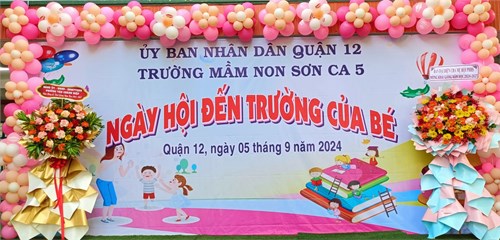 ỦY BAN NHÂN DÂN QUẬN 12
TRƯỜNG MẦM NON SƠN CA 5
NGÀY HỘI ĐẾN TRƯỜNG CỦA BÉ
Quận 12, ngày 05 tháng 9 năm 2024